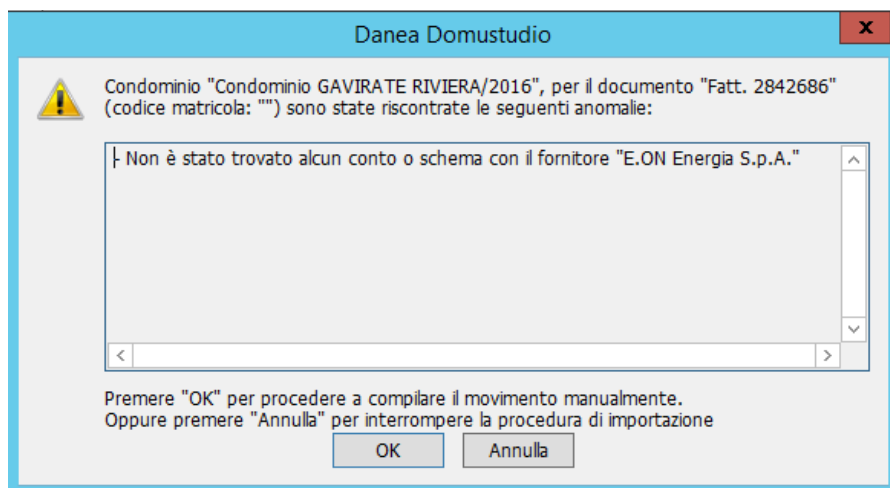 Danea Domustudio
x
Condominio "Condominio GAVIRATE RIVIERA/2016", per il documento "Fatt. 2842686"
(codice matricola: "") sono state riscontrate le seguenti anomalie:
- Non è stato trovato alcun conto o schema con il fornitore "E.ON Energia S.p.A."
Premere "OK" per procedere a compilare il movimento manualmente.
Oppure premere "Annulla" per interrompere la procedura di importazione
OK
Annulla